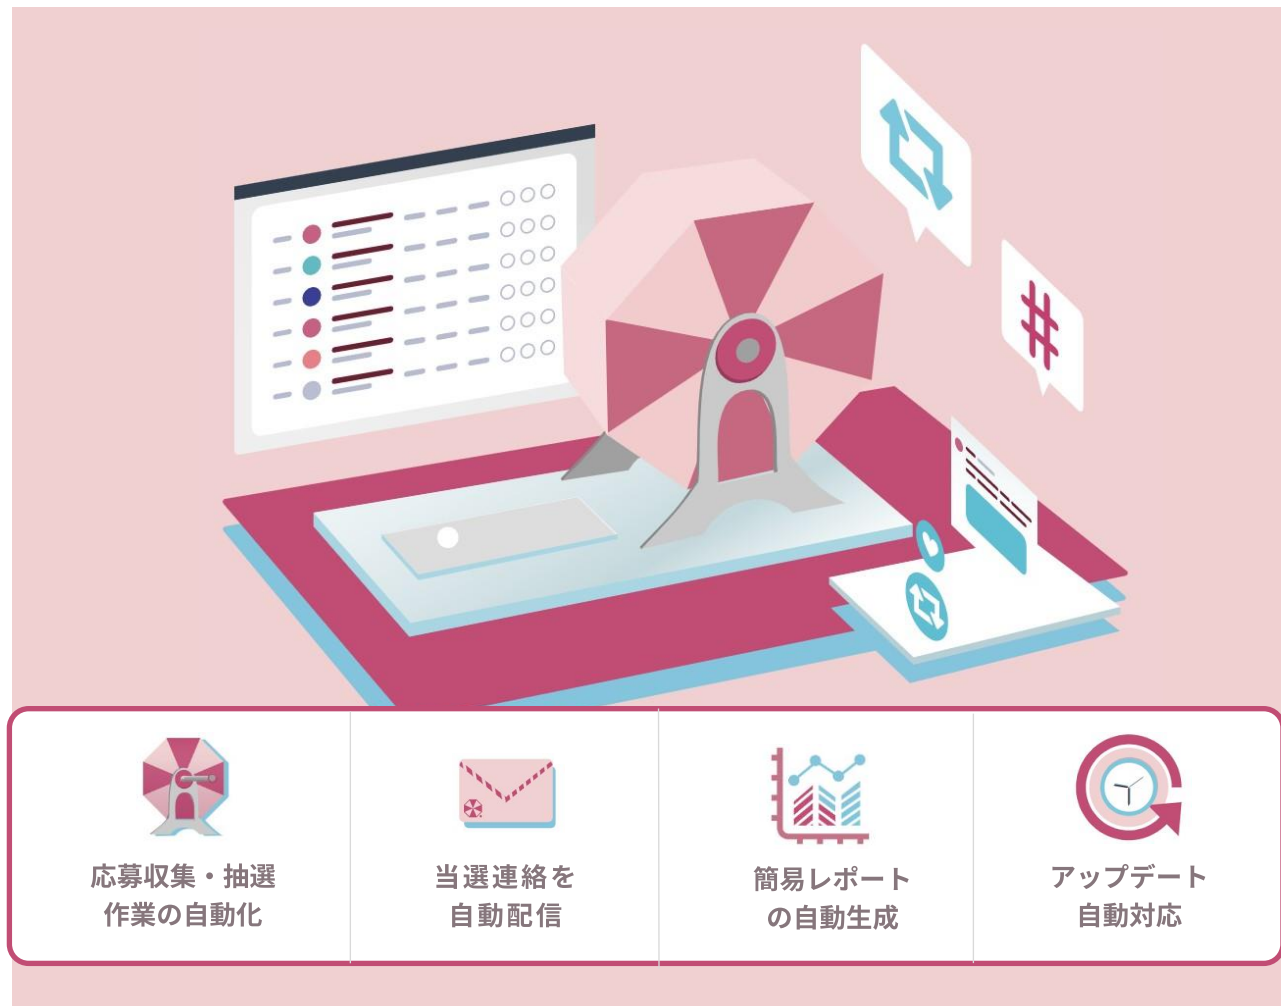 応募収集・抽選
作業の自動化
当選連絡を
自動配信
簡易レポート
の自動生成
アップデート
自動対応